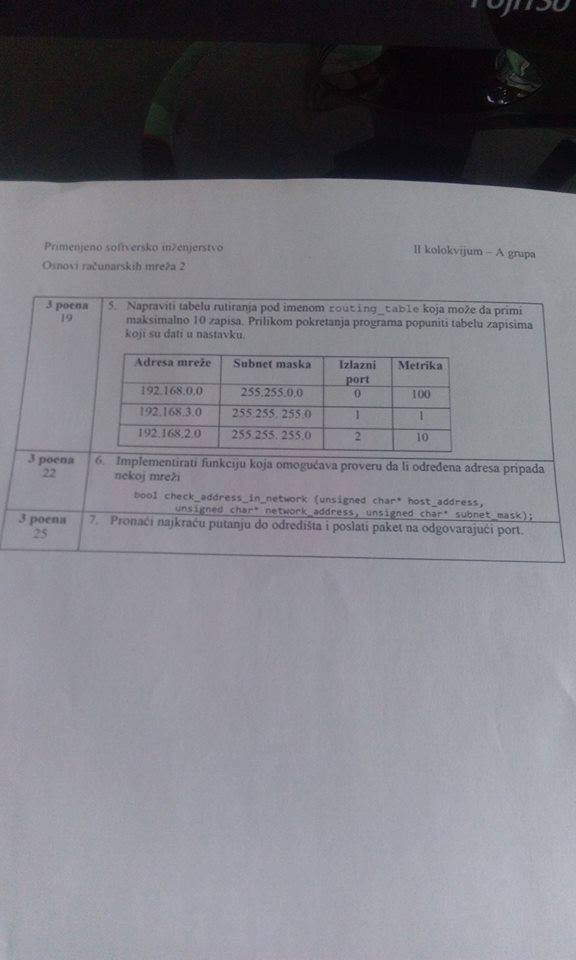 Primenjeno softversko inženjerstvo
II kolokvijum – A grupa
Osnovi računarskih mreža 2
3 poena
19
5. Napraviti tabelu rutiranja pod imenom routing_table koja može da primi
maksimalno 10 zapisa. Prilikom pokretanja programa popuniti tabelu zapisima
koji su dati u nastavku.
Adresa mreže Subnet maska Izlazni port Metrika
192.168.0.0 255.255.0.0 0 100
192.168.3.0 255.255. 255.0 1 1
192.168.2.0 255.255. 255.0 2 10
3 poena
22
6. Implementirati funkciju koja omogućava proveru da li određena adresa pripada
nekoj mreži
bool check_address_in_network (unsigned char* host_address,
unsigned char* network_address, unsigned char* subnet_mask);
3 poena
25
7. Pronaći najkraću putanju do odredišta i poslati paket na odgovarajući port.